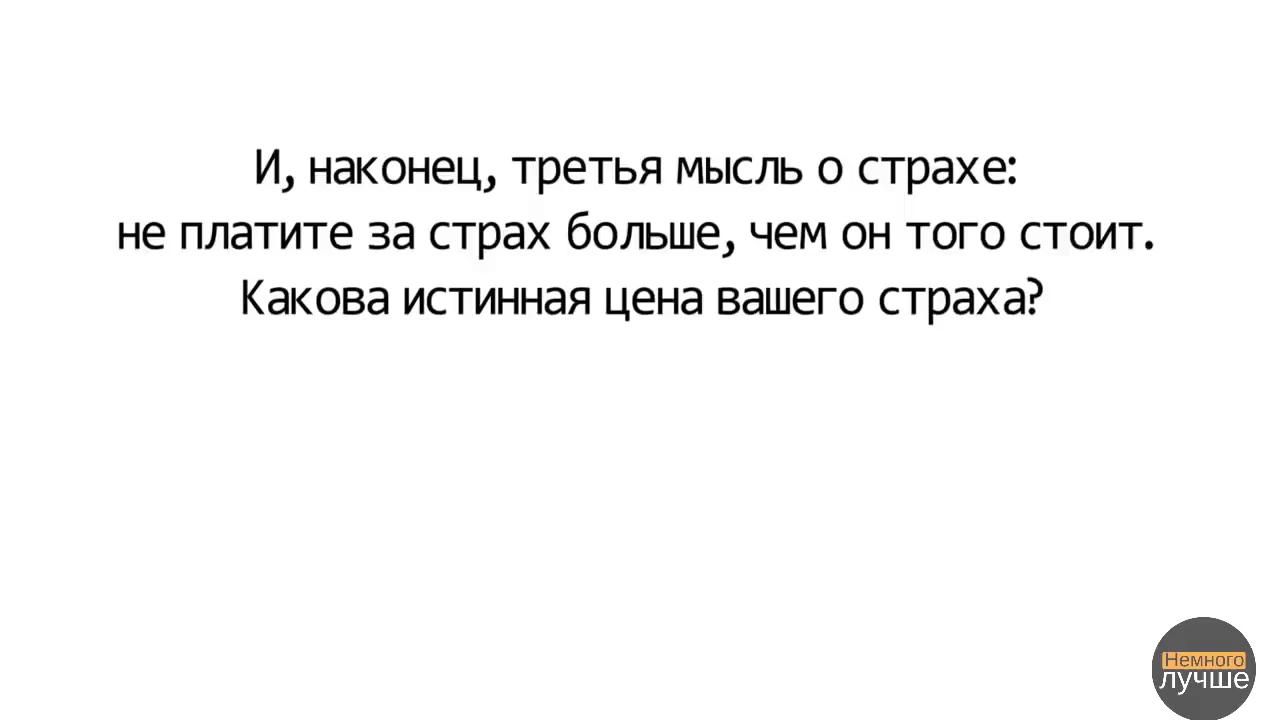 И, наконец, третья мысль о страхе:
не платите за страх больше, чем он того стоит.
Какова истинная цена вашего страха?
Немного
лучше